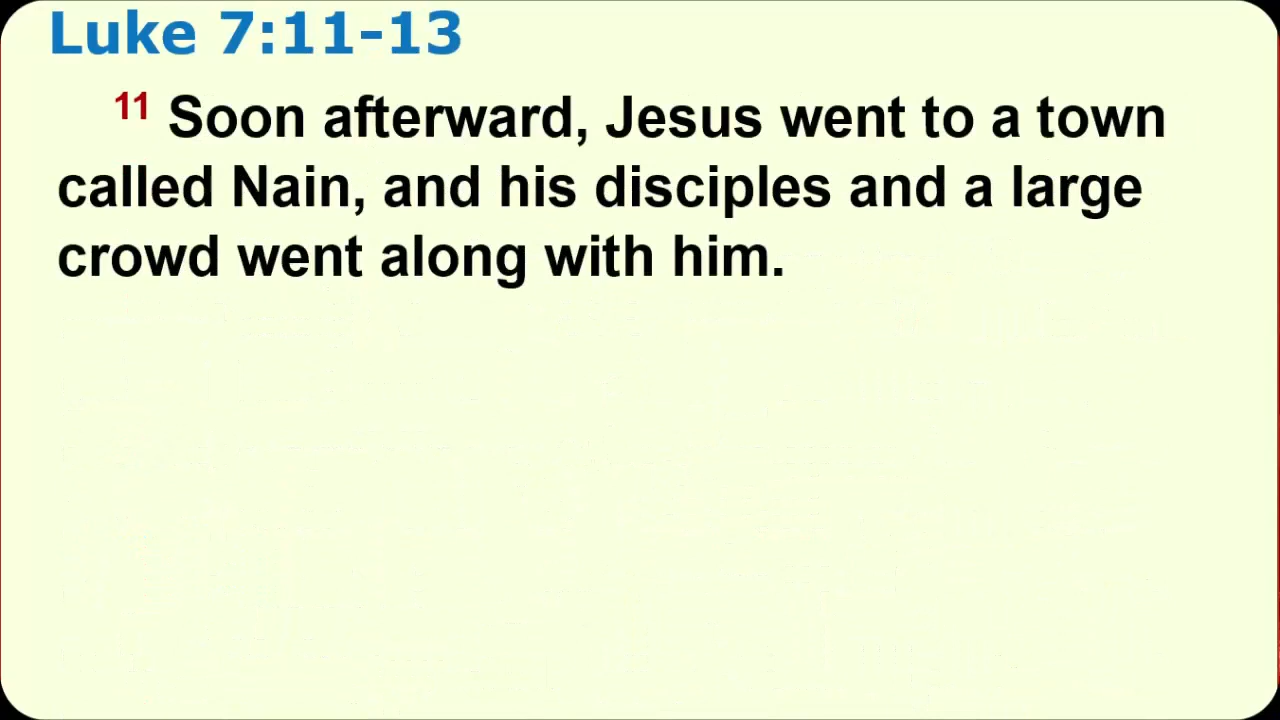 Luke 7:11-13
11 Soon afterward, Jesus went to a town
called Nain, and his disciples and a large
crowd went along with him.